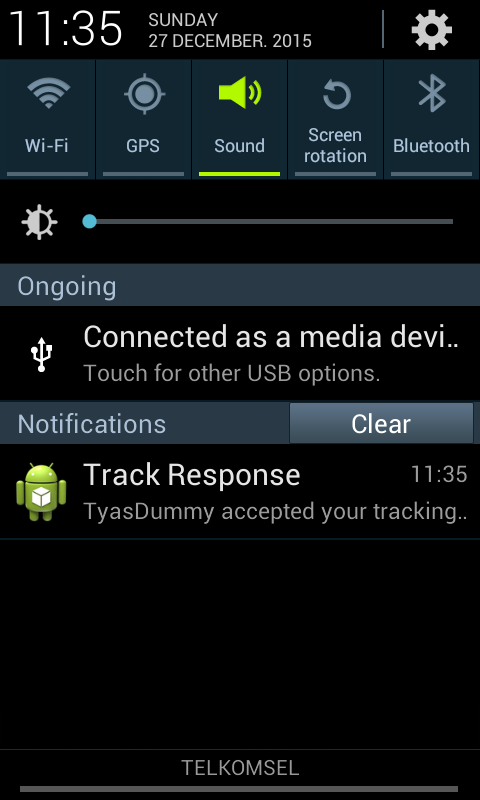 11:35
SUNDAY
27 DECEMBER. 2015
Wi-Fi
GPS
Sound
Screen
rotation
Bluetooth
Ongoing
Connected as a media devi..
Touch for other USB options.
Notifications
Clear
Track Response
11:35
TyasDummy accepted your tracking..
TELKOMSEL